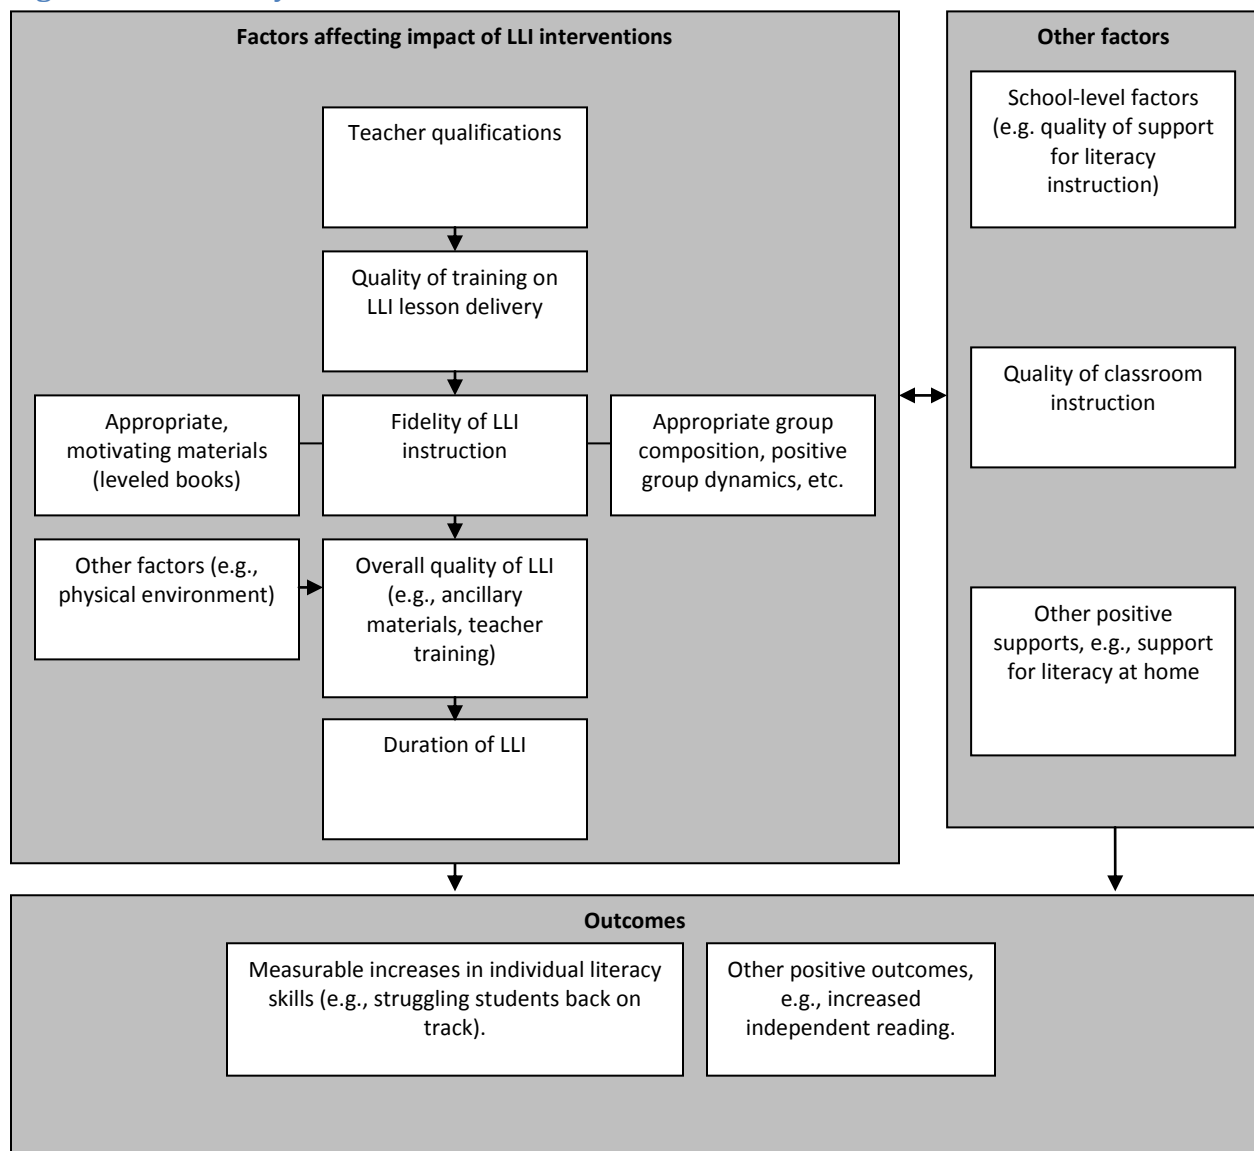 Factors affecting impact of LLI interventions
Teacher qualifications
Quality of training on
LLI lesson delivery
Appropriate,
motivating materials
(leveled books)
Fidelity of LLI
instruction
Appropriate group
composition, positive
group dynamics, etc.
Other factors (e.g.,
physical environment)
Overall quality of LLI
(e.g., ancillary
materials, teacher
training)
Duration of LLI
Other factors
School-level factors
(e.g. quality of support
for literacy
instruction)
Quality of classroom
instruction
Other positive
supports, e.g., support
for literacy at home
Outcomes
Measurable increases in individual literacy
skills (e.g., struggling students back on
track).
Other positive outcomes,
e.g., increased
independent reading.